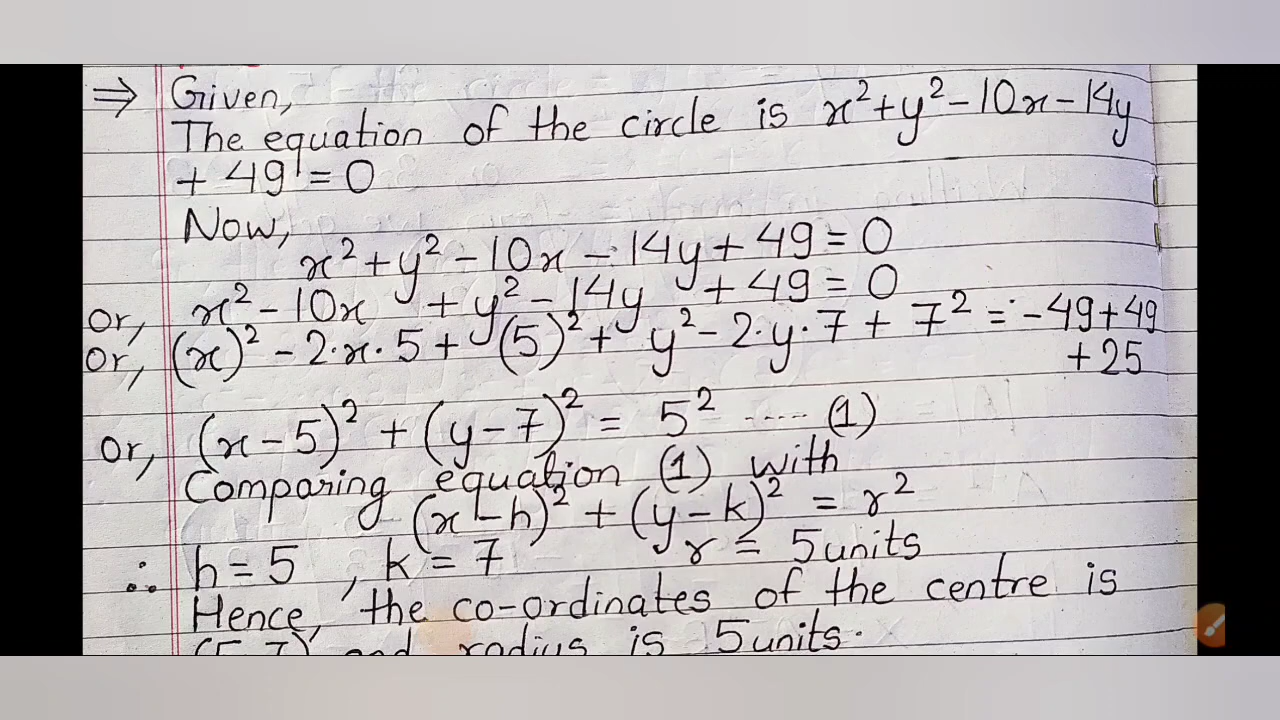 ⇒ Given,
The equation of the circle is x²+y²-10x-14y
+ 49 = 0
Now,
x²+y²-10x-14y+49=0
or, x²-10x +y²-14y +49=0
or, (x)²-2·x·5+(5)²+ y²-2·y·7+7² = -49+49
+25
or, (x-5)²+(y-7)² = 5² ..... (1)
Comparing equation (1) with
(x-h)²+(y-k)² = r²
∴ h=5, k=7 r = 5units
Hence, the co-ordinates of the centre is
(5,7) and radius is 5units.